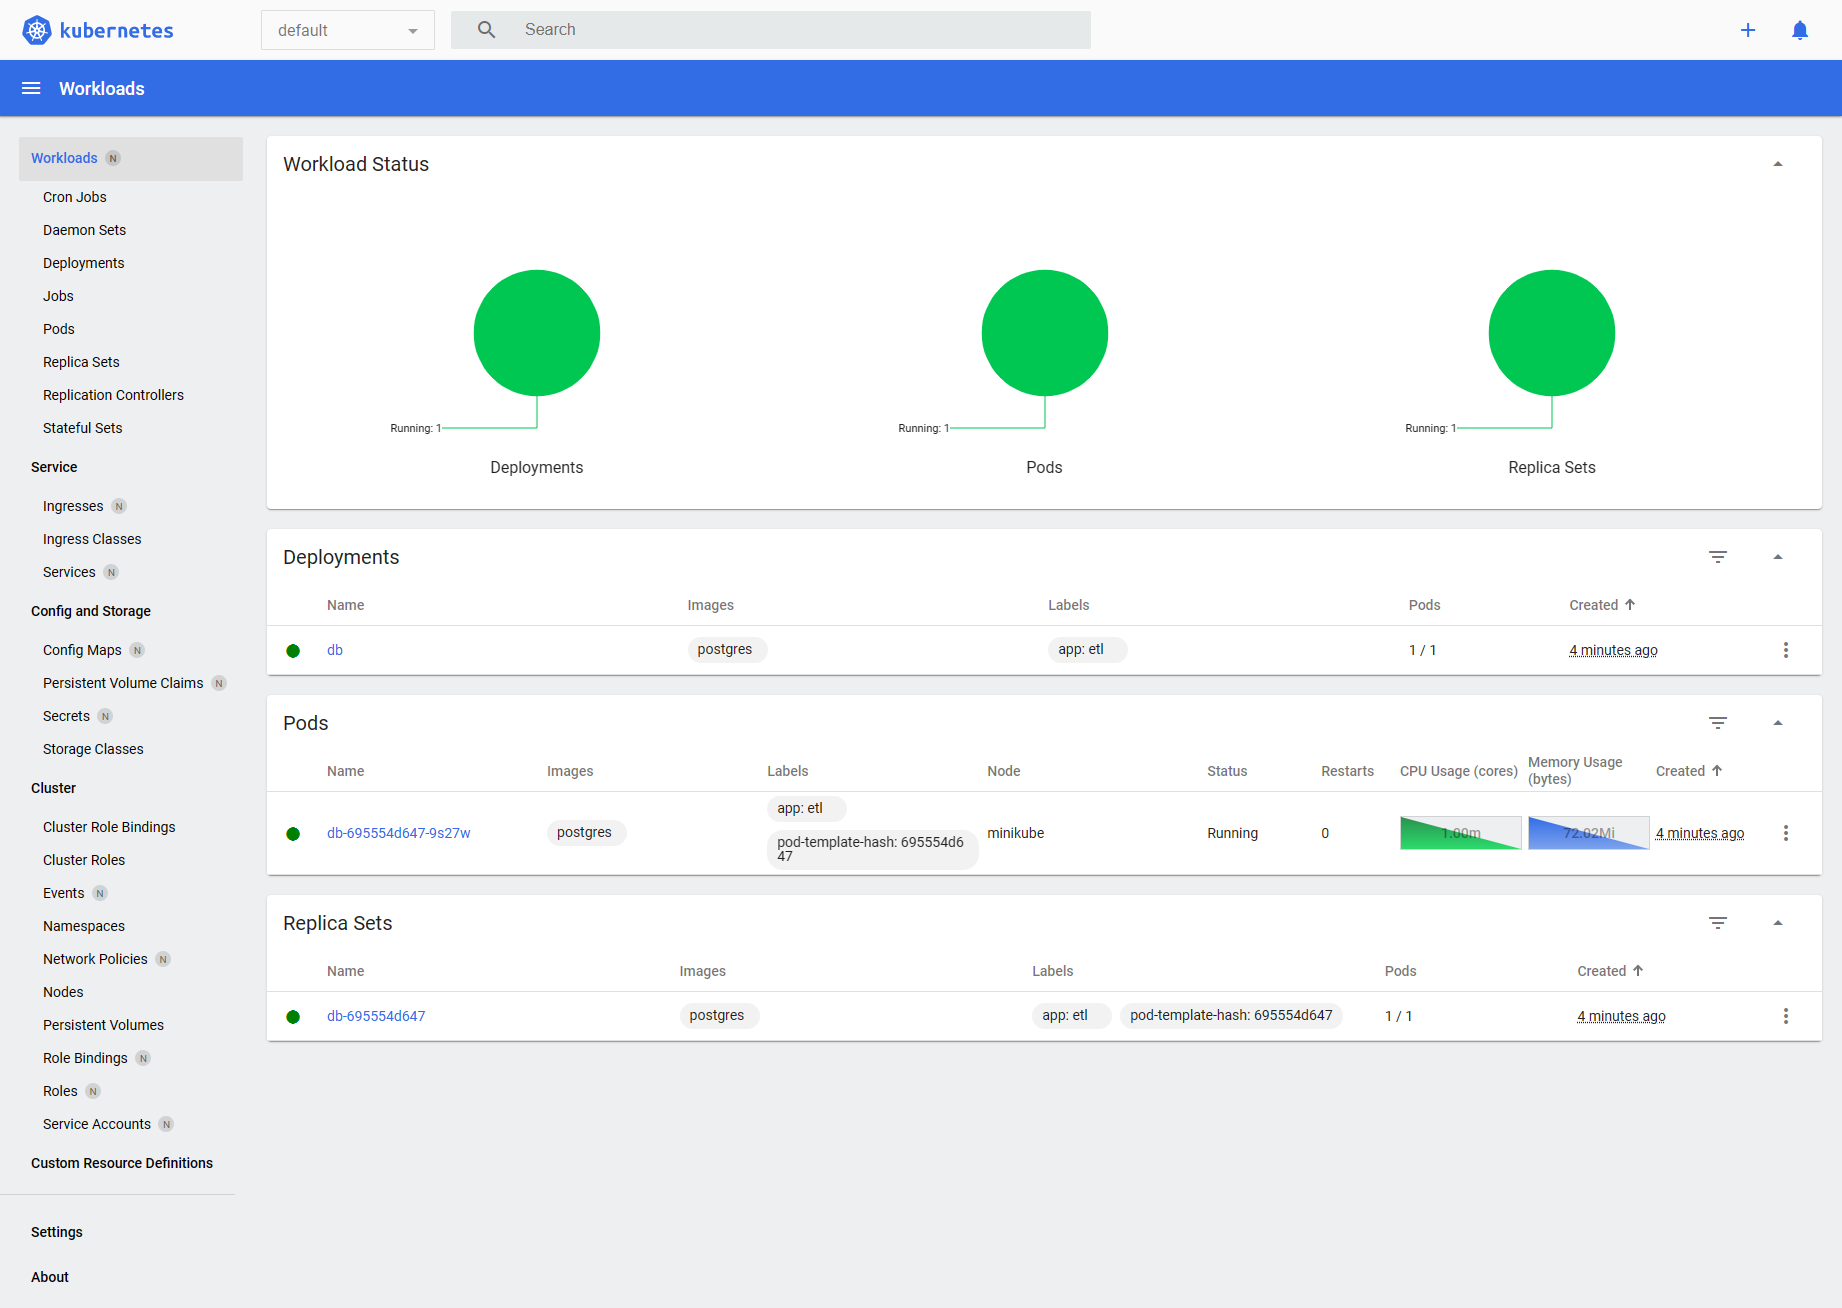 kubernetes
default
Search
Workloads
Workloads N
Cron Jobs
Daemon Sets
Deployments
Jobs
Pods
Replica Sets
Replication Controllers
Stateful Sets
Service
Ingresses N
Ingress Classes
Services N
Config and Storage
Config Maps N
Persistent Volume Claims N
Secrets N
Storage Classes
Cluster
Cluster Role Bindings
Cluster Roles
Events N
Namespaces
Network Policies N
Nodes
Persistent Volumes
Role Bindings N
Roles N
Service Accounts N
Custom Resource Definitions
Settings
About
Workload Status
Running: 1 Running: 1 Running: 1
Deployments Pods Replica Sets
Deployments
Name Images Labels Pods Created
db postgres app: etl 1 / 1 4 minutes ago
Pods
Name Images Labels Node Status Restarts CPU Usage (cores) Memory Usage (bytes) Created
db-695554d647-9s27w postgres app: etl
pod-template-hash: 695554d6
47
minikube Running 0 1.00m 72.02Mi 4 minutes ago
Replica Sets
Name Images Labels Pods Created
db-695554d647 postgres app: etl pod-template-hash: 695554d647 1 / 1 4 minutes ago